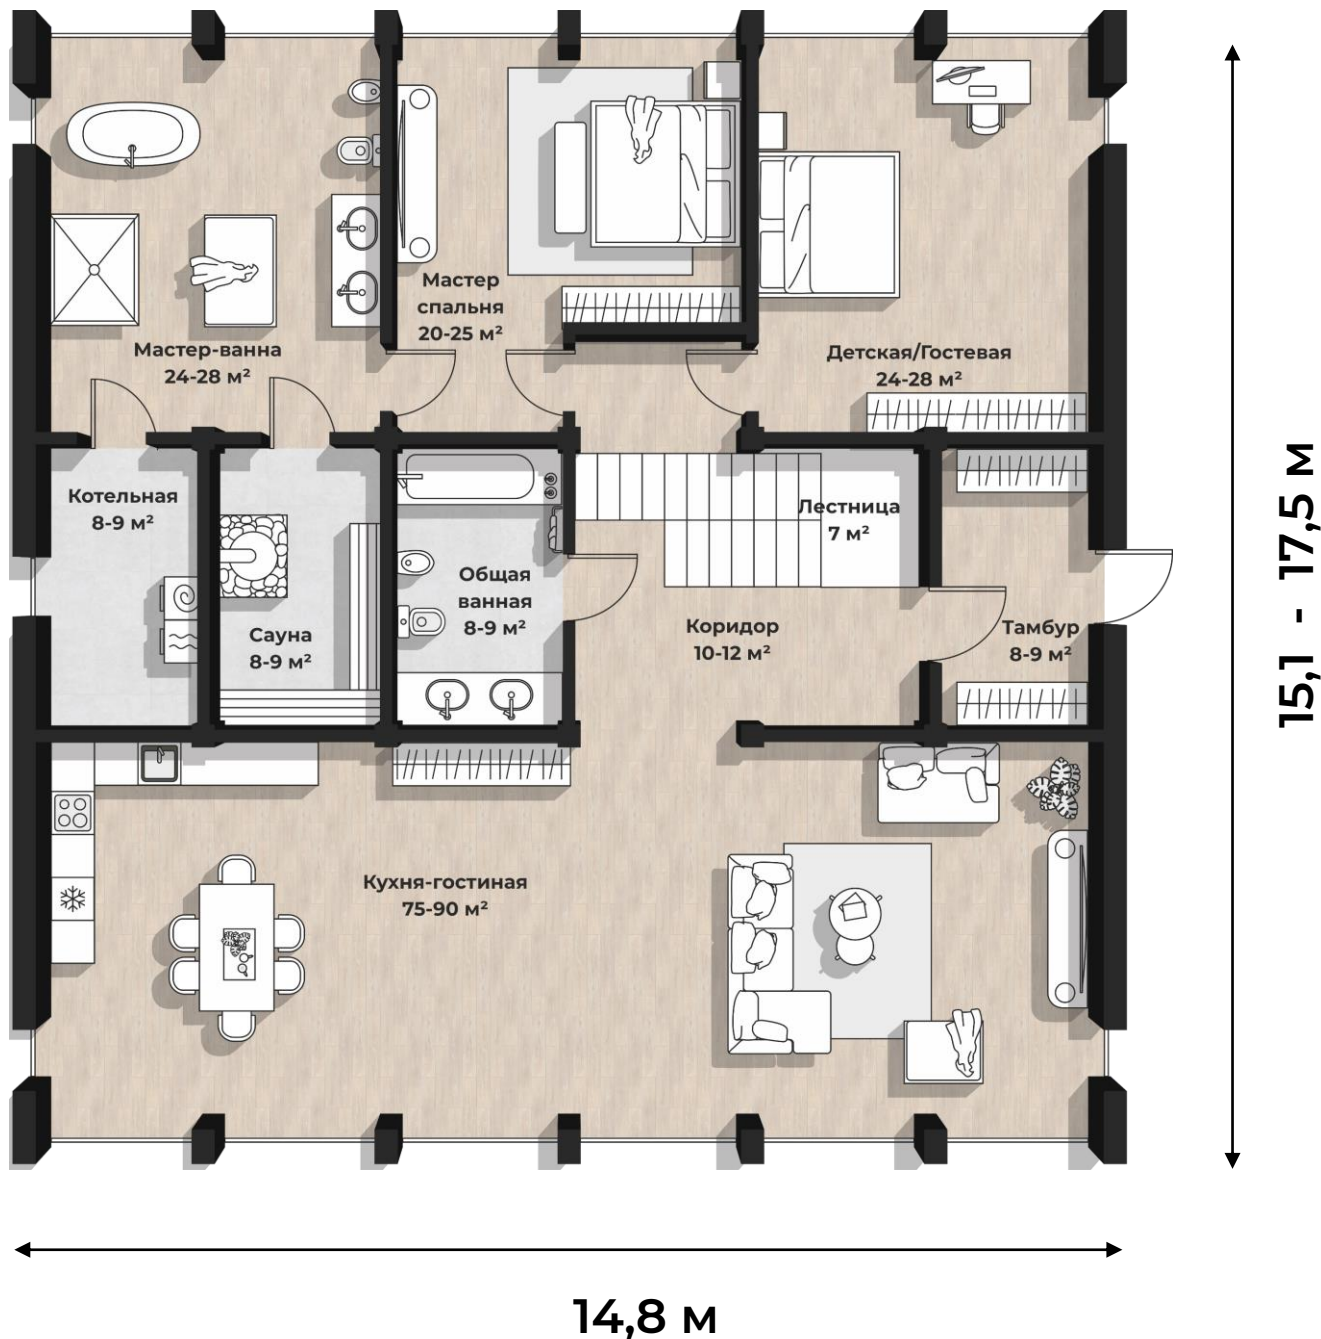 Мастер
спальня
20-25 м²
Мастер-ванна
24-28 м²
Детская/Гостевая
24-28 м²
Котельная
8-9 м²
Лестница
7 м²
Общая
ванная
8-9 м²
Сауна
8-9 м²
Коридор
10-12 м²
Тамбур
8-9 м²
Кухня-гостиная
75-90 м²
15,1 - 17,5 м
14,8 м